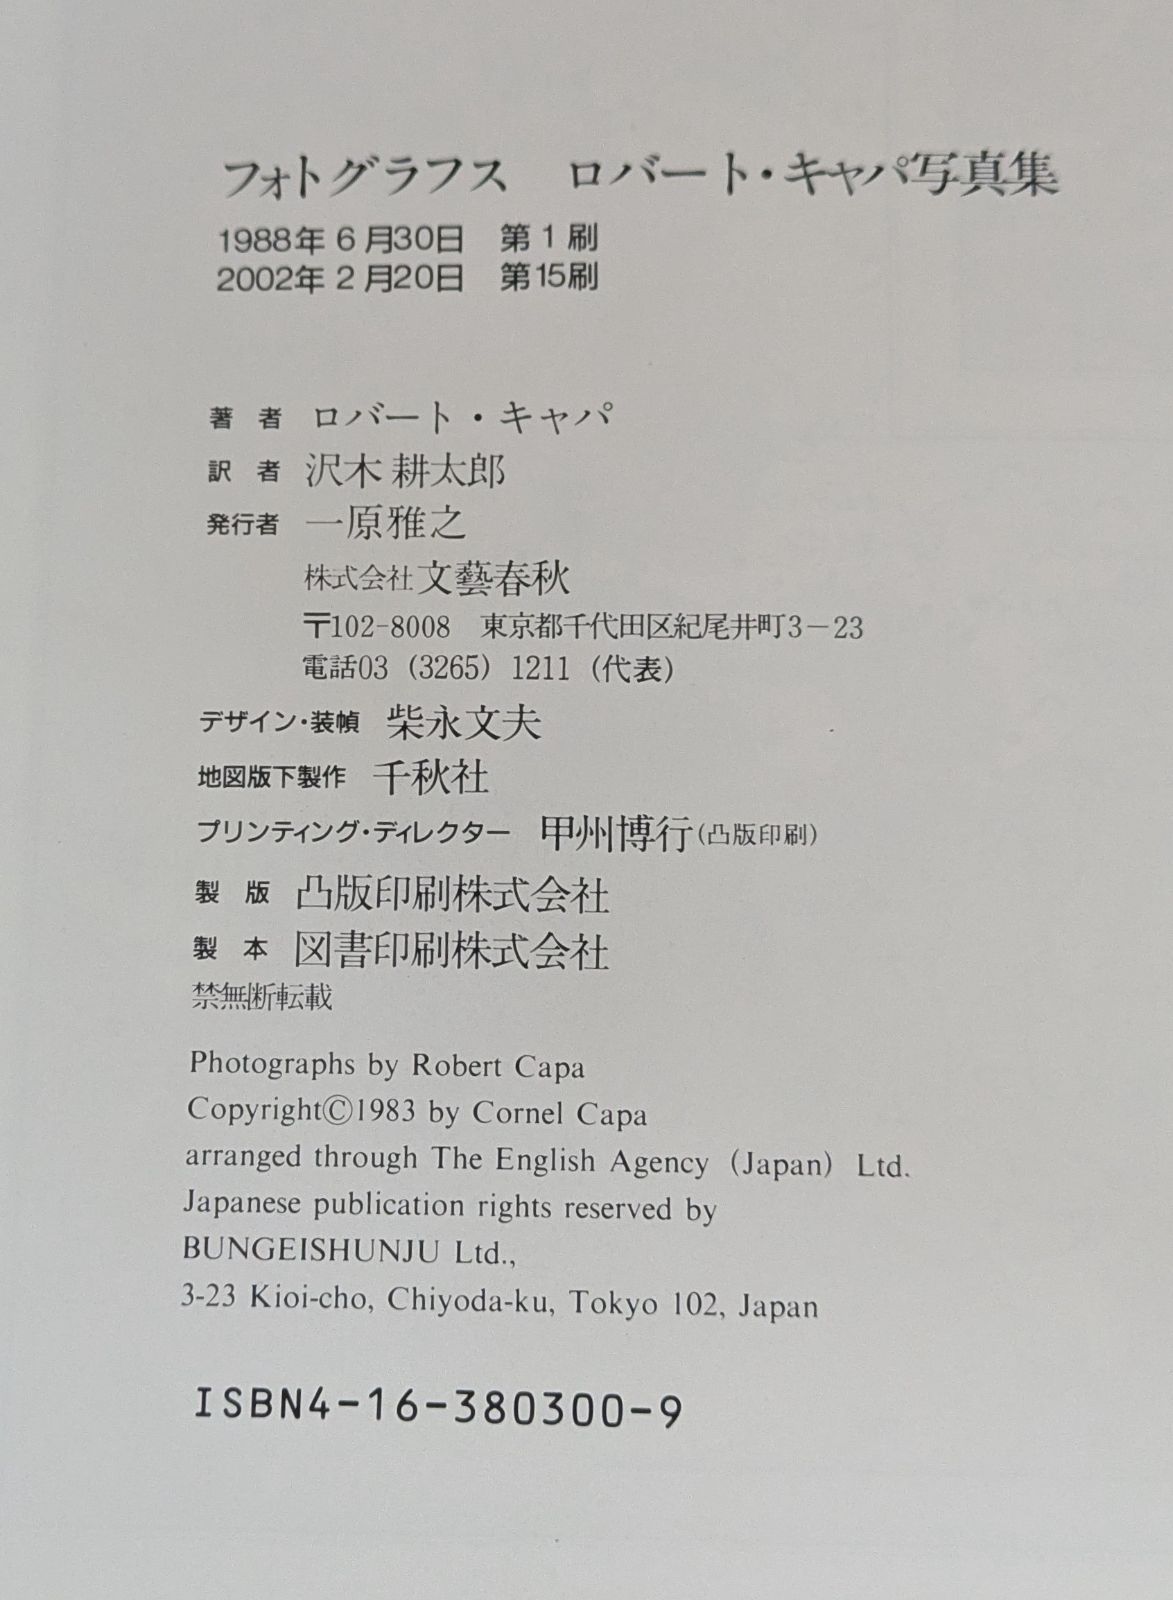 フォトグラフス　ロバート・キャパ写真集
1988年6月30日　第1刷
2002年2月20日　第15刷
著　者　ロバート・キャパ
訳　者　沢木耕太郎
発行者　一原雅之
株式会社文藝春秋
〒102-8008　東京都千代田区紀尾井町3－23
電話03（3265）1211（代表）
デザイン・装幀　柴永文夫
地図版下製作　千秋社
プリンティング・ディレクター　甲州博行（凸版印刷）
製　版　凸版印刷株式会社
製　本　図書印刷株式会社
禁無断転載
Photographs by Robert Capa
Copyright©1983 by Cornel Capa
arranged through The English Agency（Japan）Ltd.
Japanese publication rights reserved by
BUNGEISHUNJU Ltd.,
3-23 Kioi-cho, Chiyoda-ku, Tokyo 102, Japan
ISBN4-16-380300-9